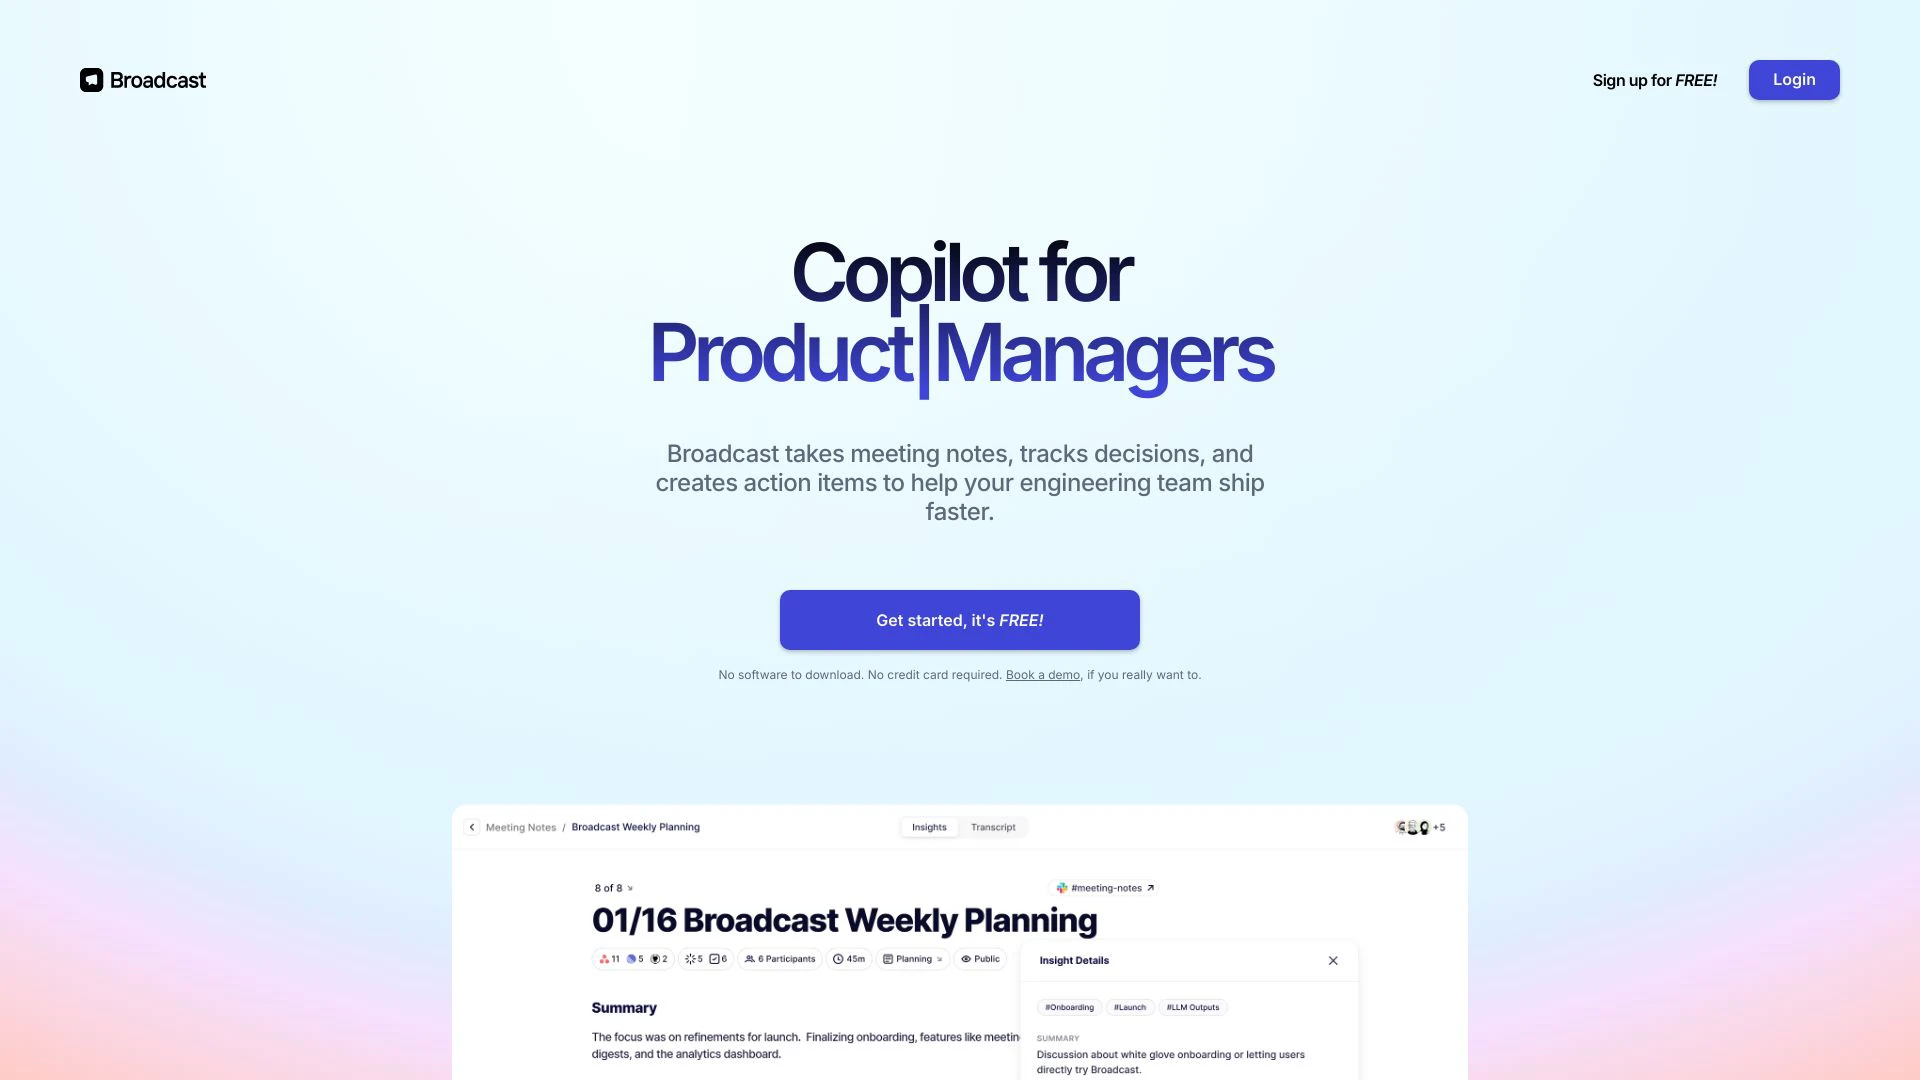 Broadcast
Sign up for FREE!
Login
Copilot for
Product|Managers
Broadcast takes meeting notes, tracks decisions, and
creates action items to help your engineering team ship
faster.
Get started, it's FREE!
No software to download. No credit card required. Book a demo, if you really want to.
Meeting Notes / Broadcast Weekly Planning
Insights
Transcript
+5
8 of 8
#meeting-notes
01/16 Broadcast Weekly Planning
11 5 2 5 6 6 Participants 45m Planning Public
Insight Details
#Onboarding #Launch #LLM Outputs
Summary
The focus was on refinements for launch. Finalizing onboarding, features like
digests, and the analytics dashboard.
SUMMARY
Discussion about white glove onboarding or letting users
directly try Broadcast.